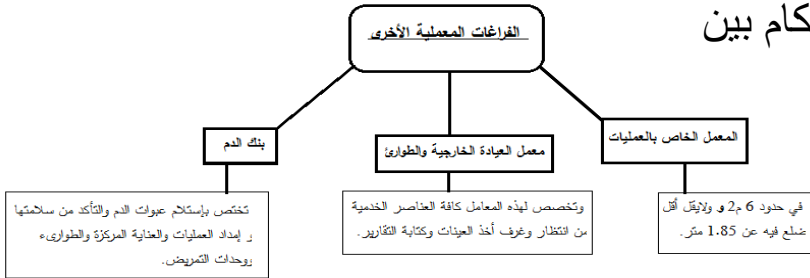 كام بين
الفراغات المعملية الأخرى
المعمل الخاص بالعمليات
معمل العيادة الخارجية والطوارئ
بنك الدم
في حدود 6 م2 و ولايقل أقل
ضلع فيه عن 1.85 متر.
وتخصص لهذه المعامل كافة العناصر الخدمية
من انتظار وغرف أخذ العينات وكتابة التقارير.
تختص بإستلام عبوات الدم والتأكد من سلامتها
و إمداد العمليات والعناية المركزة والطوارىء
ووحدات التمريض.